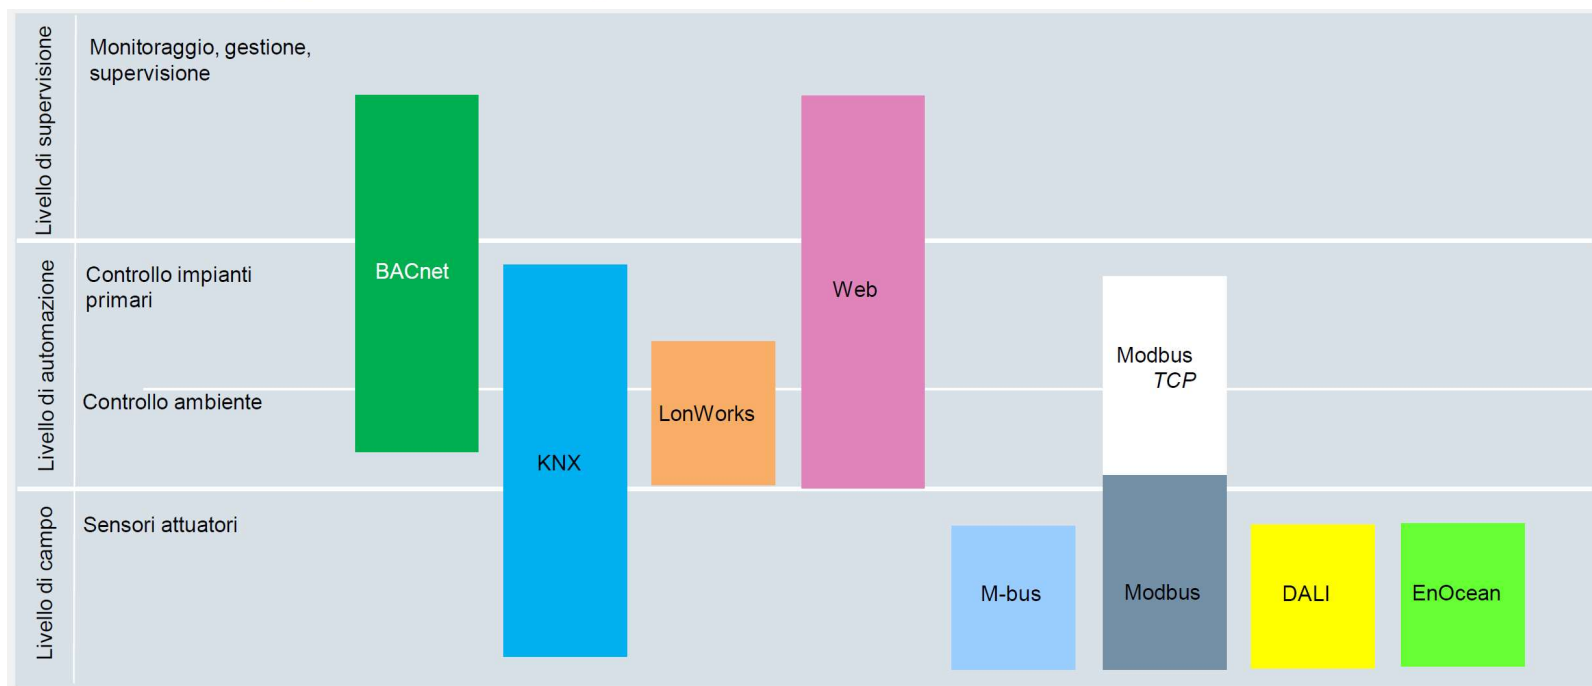 Livello di supervisione
Monitoraggio, gestione,
supervisione
Livello di automazione
Controllo impianti
primari
Controllo ambiente
Livello di campo
Sensori attuatori
BACnet
KNX
LonWorks
Web
M-bus
Modbus
TCP
Modbus
DALI
EnOcean